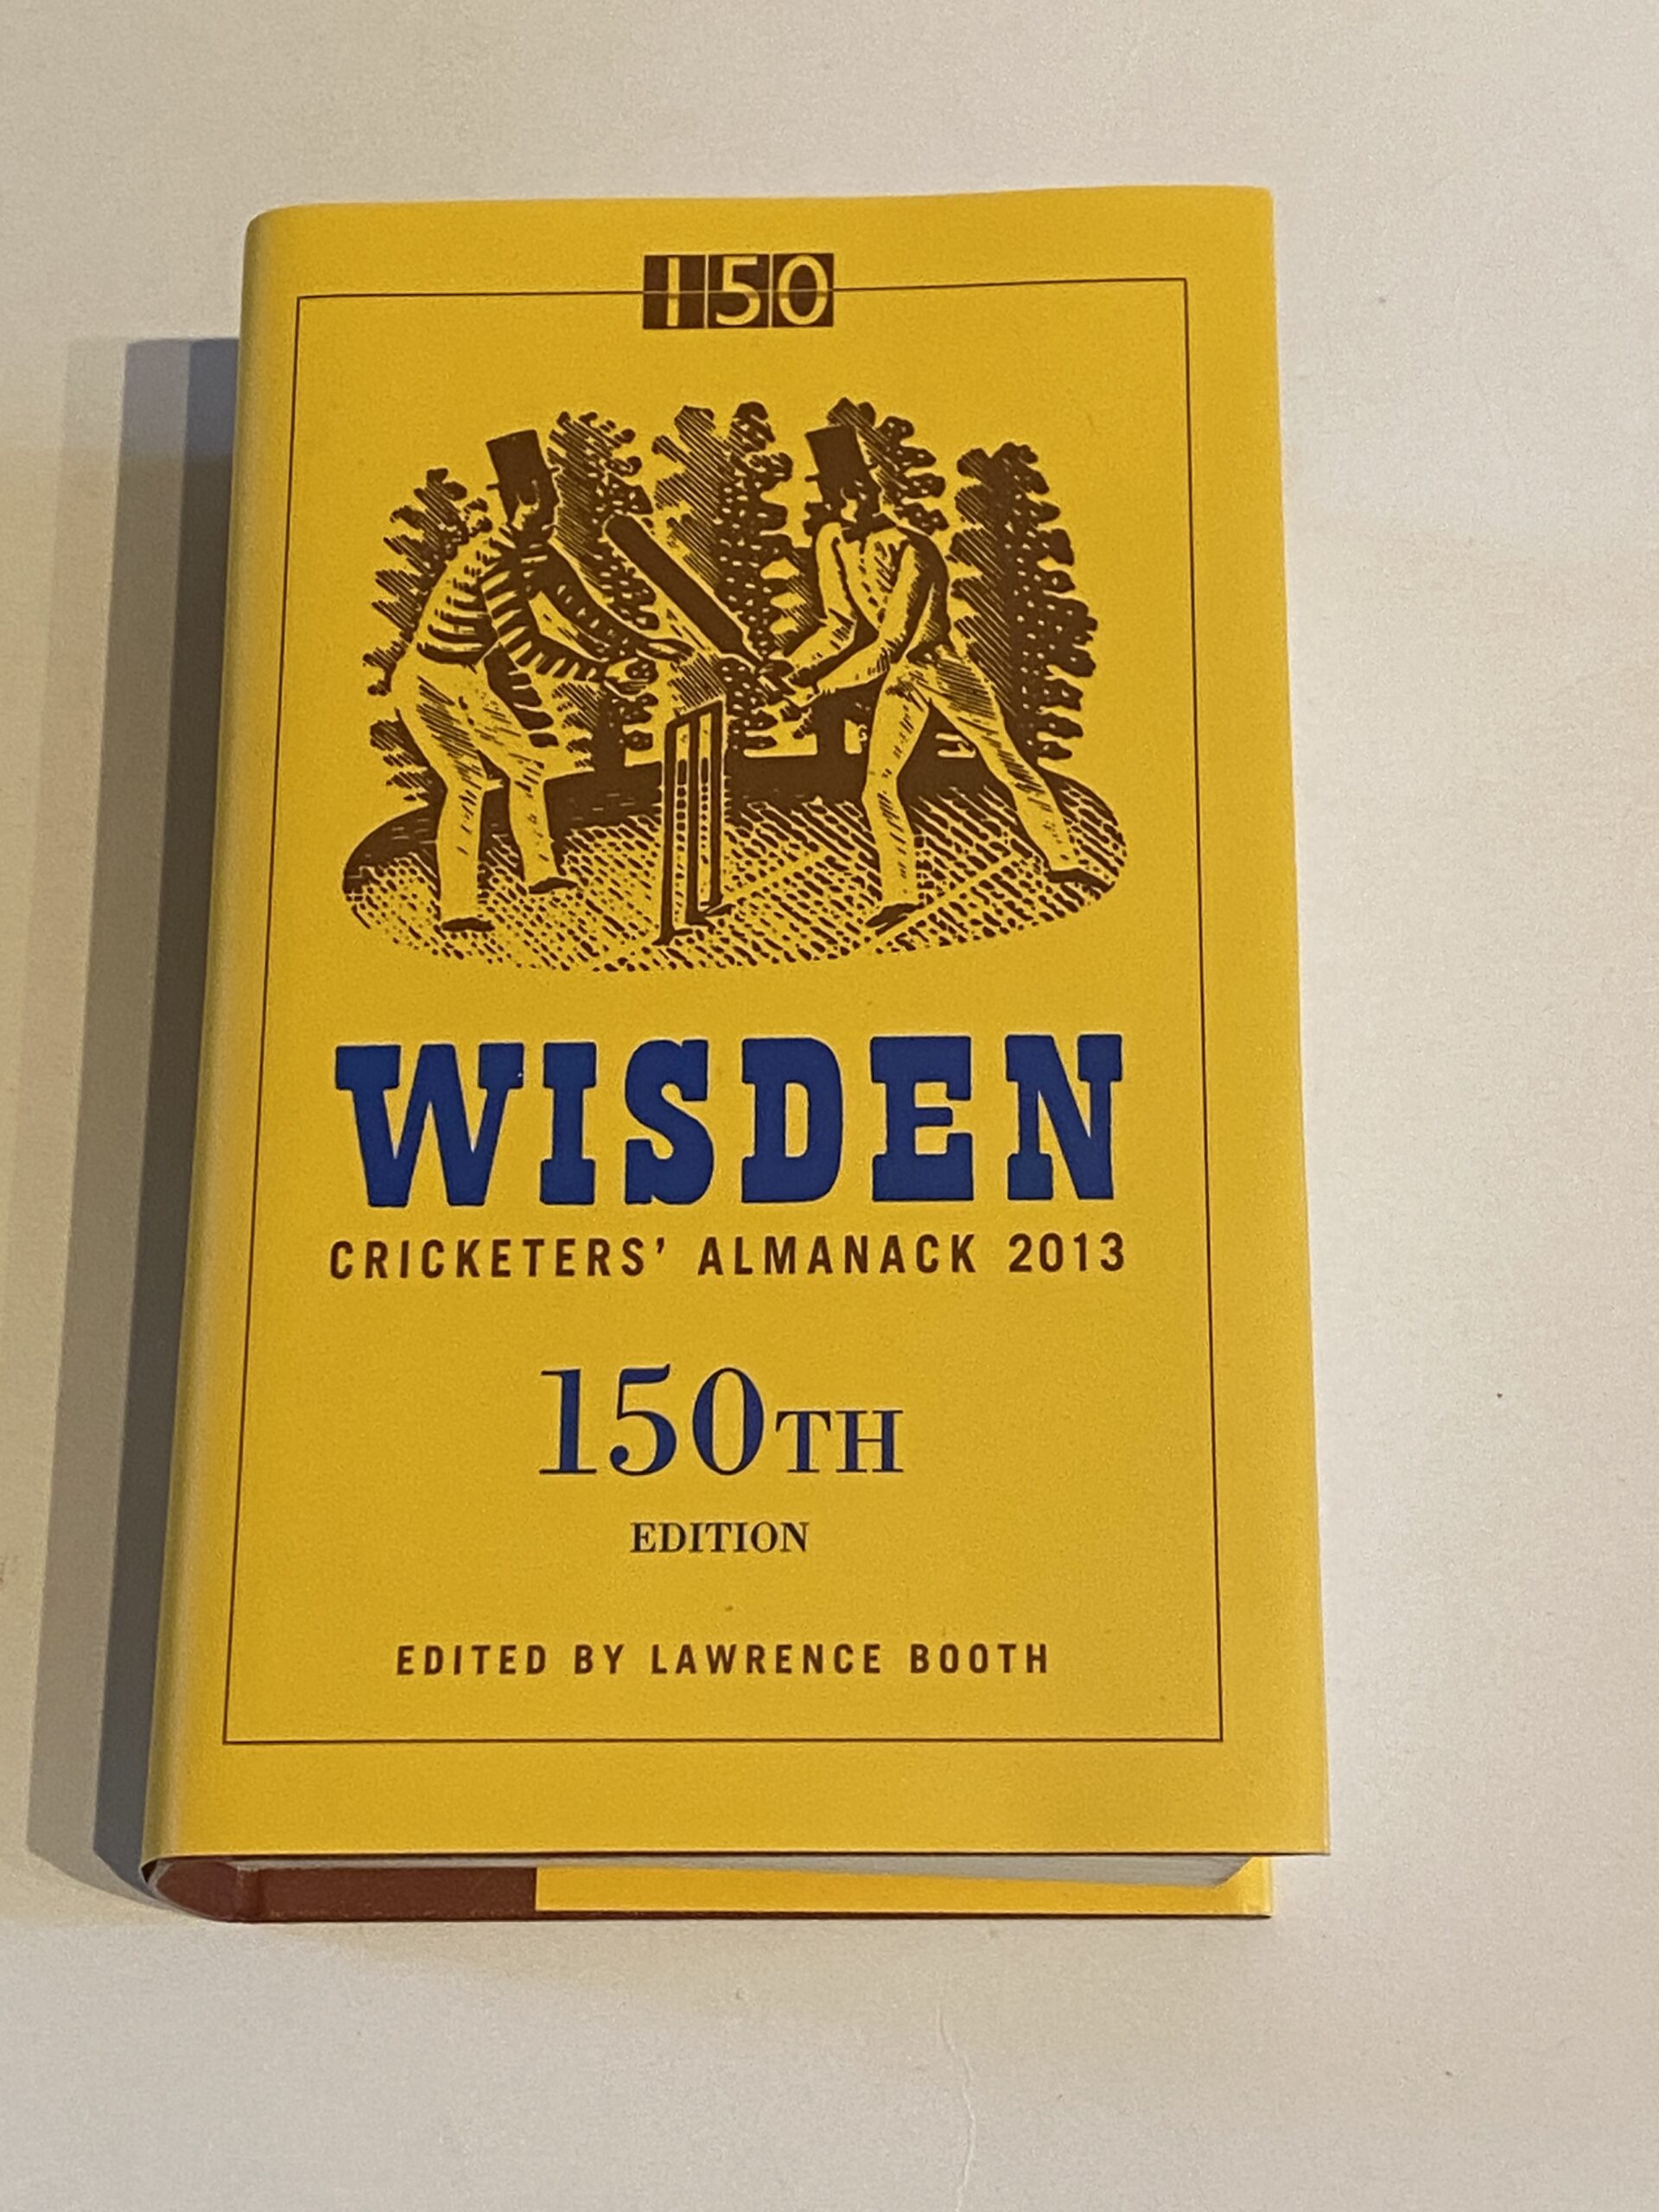 150
WISDEN
CRICKETERS’ ALMANACK 2013
150TH
EDITION
EDITED BY LAWRENCE BOOTH